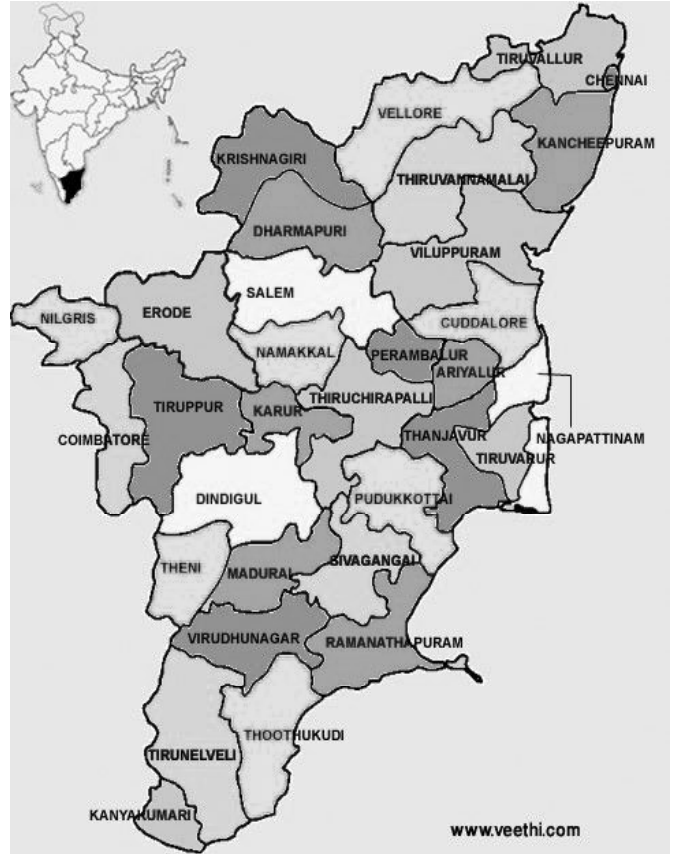 TIRUVALLUR
CHENNAI
VELLORE
KANCHEEPURAM
KRISHNAGIRI
THIRUVANNAMALAI
DHARMAPURI
VILUPPURAM
SALEM
ERODE
NILGRIS
CUDDALORE
NAMAKKAL
PERAMBALUR
ARIYALUR
TIRUPPUR
KARUR
THIRUCHIRAPALLI
COIMBATORE
THANJAVUR
NAGAPATTINAM
TIRUVARUR
DINDIGUL
PUDUKKOTTAI
THENI
MADURAI
SIVAGANGAI
VIRUDHUNAGAR
RAMANATHAPURAM
THOOTHUKUDI
TIRUNELVELI
KANYAKUMARI
www.veethi.com